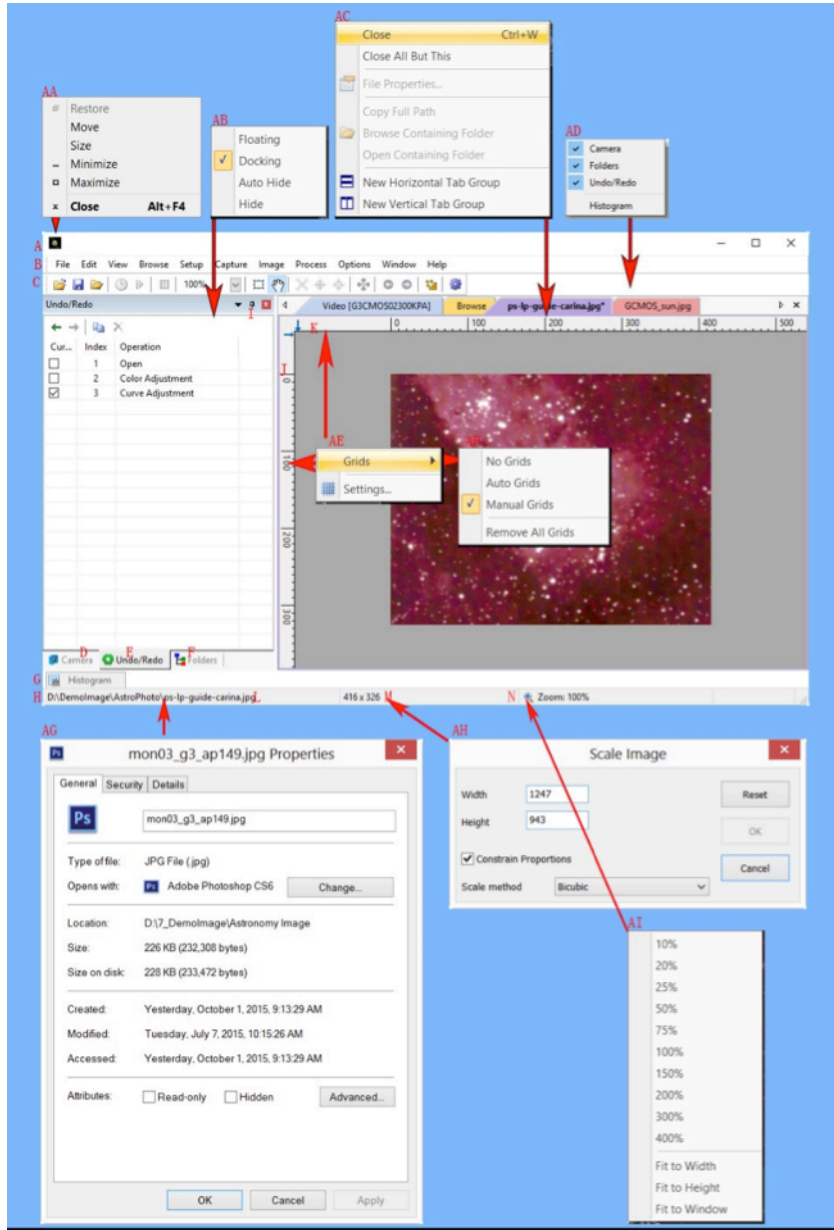 AC
Close Ctrl+W
Close All But This
File Properties...
Copy Full Path
Browse Containing Folder
Open Containing Folder
New Horizontal Tab Group
New Vertical Tab Group
AA
Restore
Move
Size
Minimize
Maximize
Close Alt+F4
AB
Floating
Docking
Auto Hide
Hide
AD
Camera
Folders
Undo/Redo
Histogram
A
B File Edit View Browse Setup Capture Image Process Options Window Help
C 100%
Undo/Redo
I
Video [G3CMOS02300KPA] Browse ps-lp-guide-carina.jpg* GCMOS_sun.jpg
K 0 100 200 300 400 500
Cur... Index Operation
1 Open
2 Color Adjustment
3 Curve Adjustment
J
0
100
200
300
AE
Grids
Settings...
No Grids
Auto Grids
Manual Grids
Remove All Grids
D E F
Camera Undo/Redo Folders
G Histogram
H D:\DemoImage\AstroPhoto\ps-lp-guide-carina.jpg L 416 x 326 M N Zoom: 100%
AG
mon03_g3_ap149.jpg Properties
General Security Details
Ps mon03_g3_ap149.jpg
Type of file: JPG File (.jpg)
Opens with: Ps Adobe Photoshop CS6 Change...
Location: D:\7_DemoImage\Astronomy Image
Size: 226 KB (232,308 bytes)
Size on disk: 228 KB (233,472 bytes)
Created: Yesterday, October 1, 2015, 9:13:29 AM
Modified: Tuesday, July 7, 2015, 10:15:26 AM
Accessed: Yesterday, October 1, 2015, 9:13:29 AM
Attributes: Read-only Hidden Advanced...
OK Cancel Apply
AH
Scale Image
Width 1247 Reset
Height 943 OK
Constrain Proportions Cancel
Scale method Bicubic
AI
10%
20%
25%
50%
75%
100%
150%
200%
300%
400%
Fit to Width
Fit to Height
Fit to Window